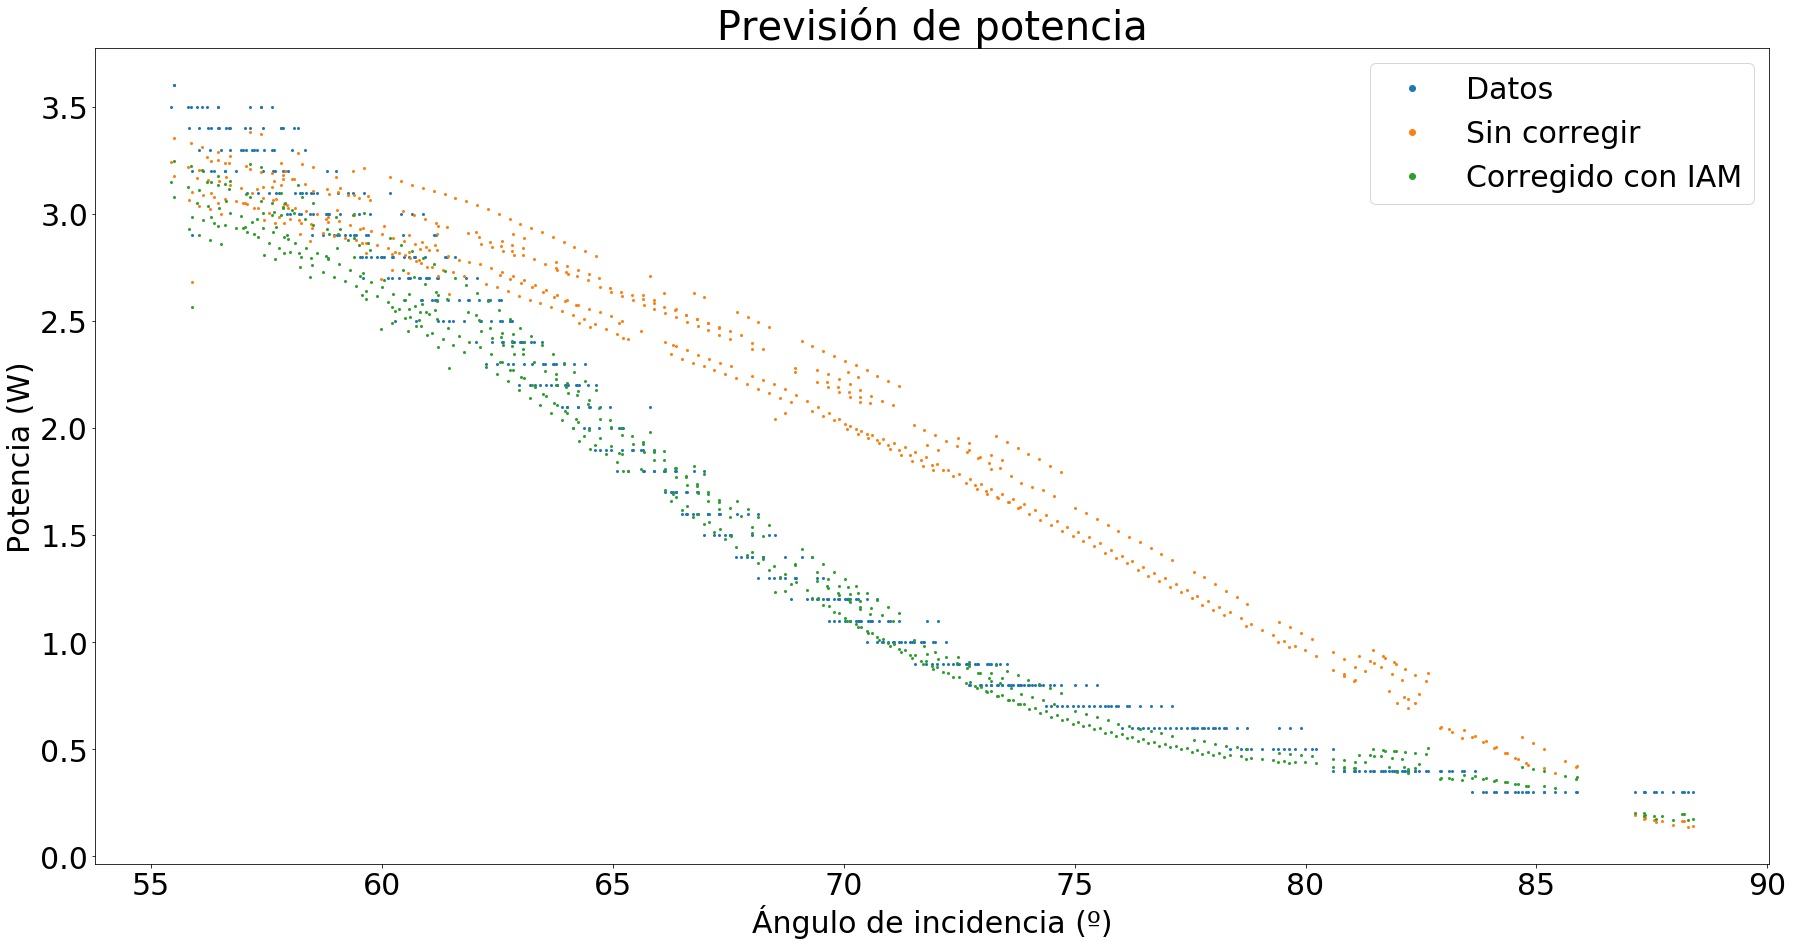 Previsión de potencia
Datos
Sin corregir
Corregido con IAM
Potencia (W)
3.5
3.0
2.5
2.0
1.5
1.0
0.5
0.0
55 60 65 70 75 80 85 90
Ángulo de incidencia (º)